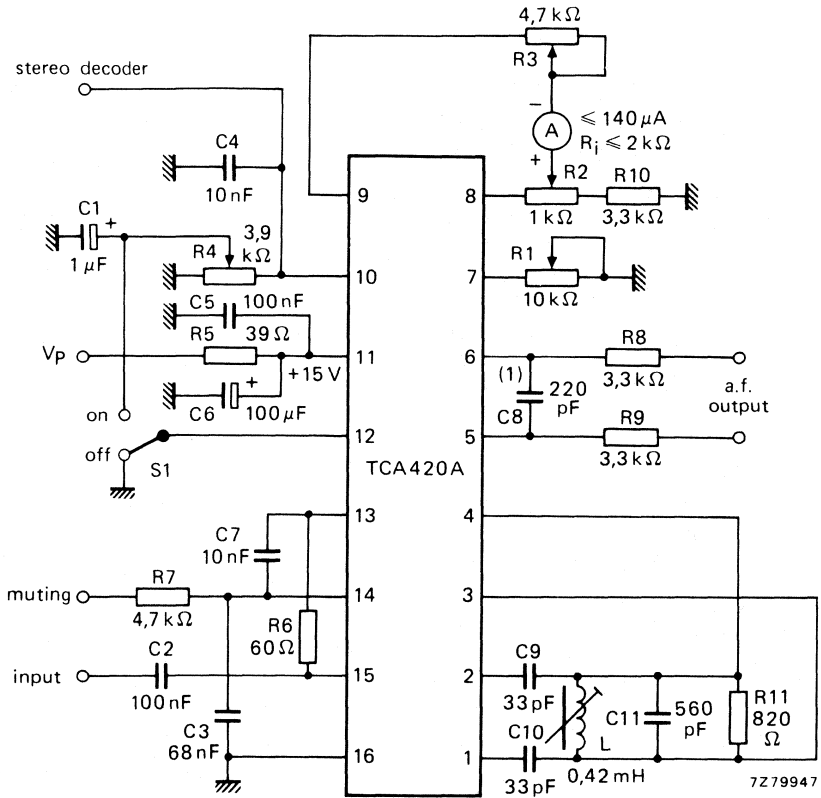 4,7 kΩ
R3
stereo decoder
−
A
≤ 140 μA
Ri ≤ 2 kΩ
+
C4
10 nF
9
8
R2
R10
1 kΩ
3,3 kΩ
C1
+
1 μF
R4
3,9
kΩ
10
7
R1
10 kΩ
C5
100 nF
VP
R5
39 Ω
+15 V
11
6
R8
3,3 kΩ
(1)
C8
220
pF
a.f.
output
C6
+
100 μF
on
off
S1
12
5
R9
3,3 kΩ
TCA420A
13
4
C7
10 nF
muting
R7
4,7 kΩ
14
3
R6
60 Ω
input
C2
100 nF
15
2
C9
33 pF
C3
68 nF
C10
33 pF
L
0,42 mH
C11
560
pF
R11
820
Ω
16
1
7Z79947